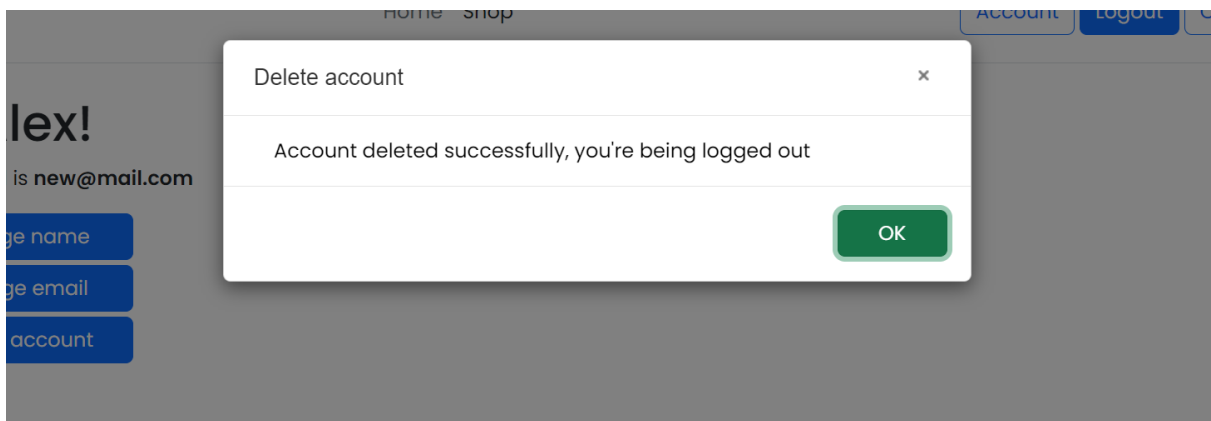 Home Shop
Account Logout
Delete account ×
lex!
Account deleted successfully, you're being logged out
is new@mail.com
OK
ge name
ge email
account